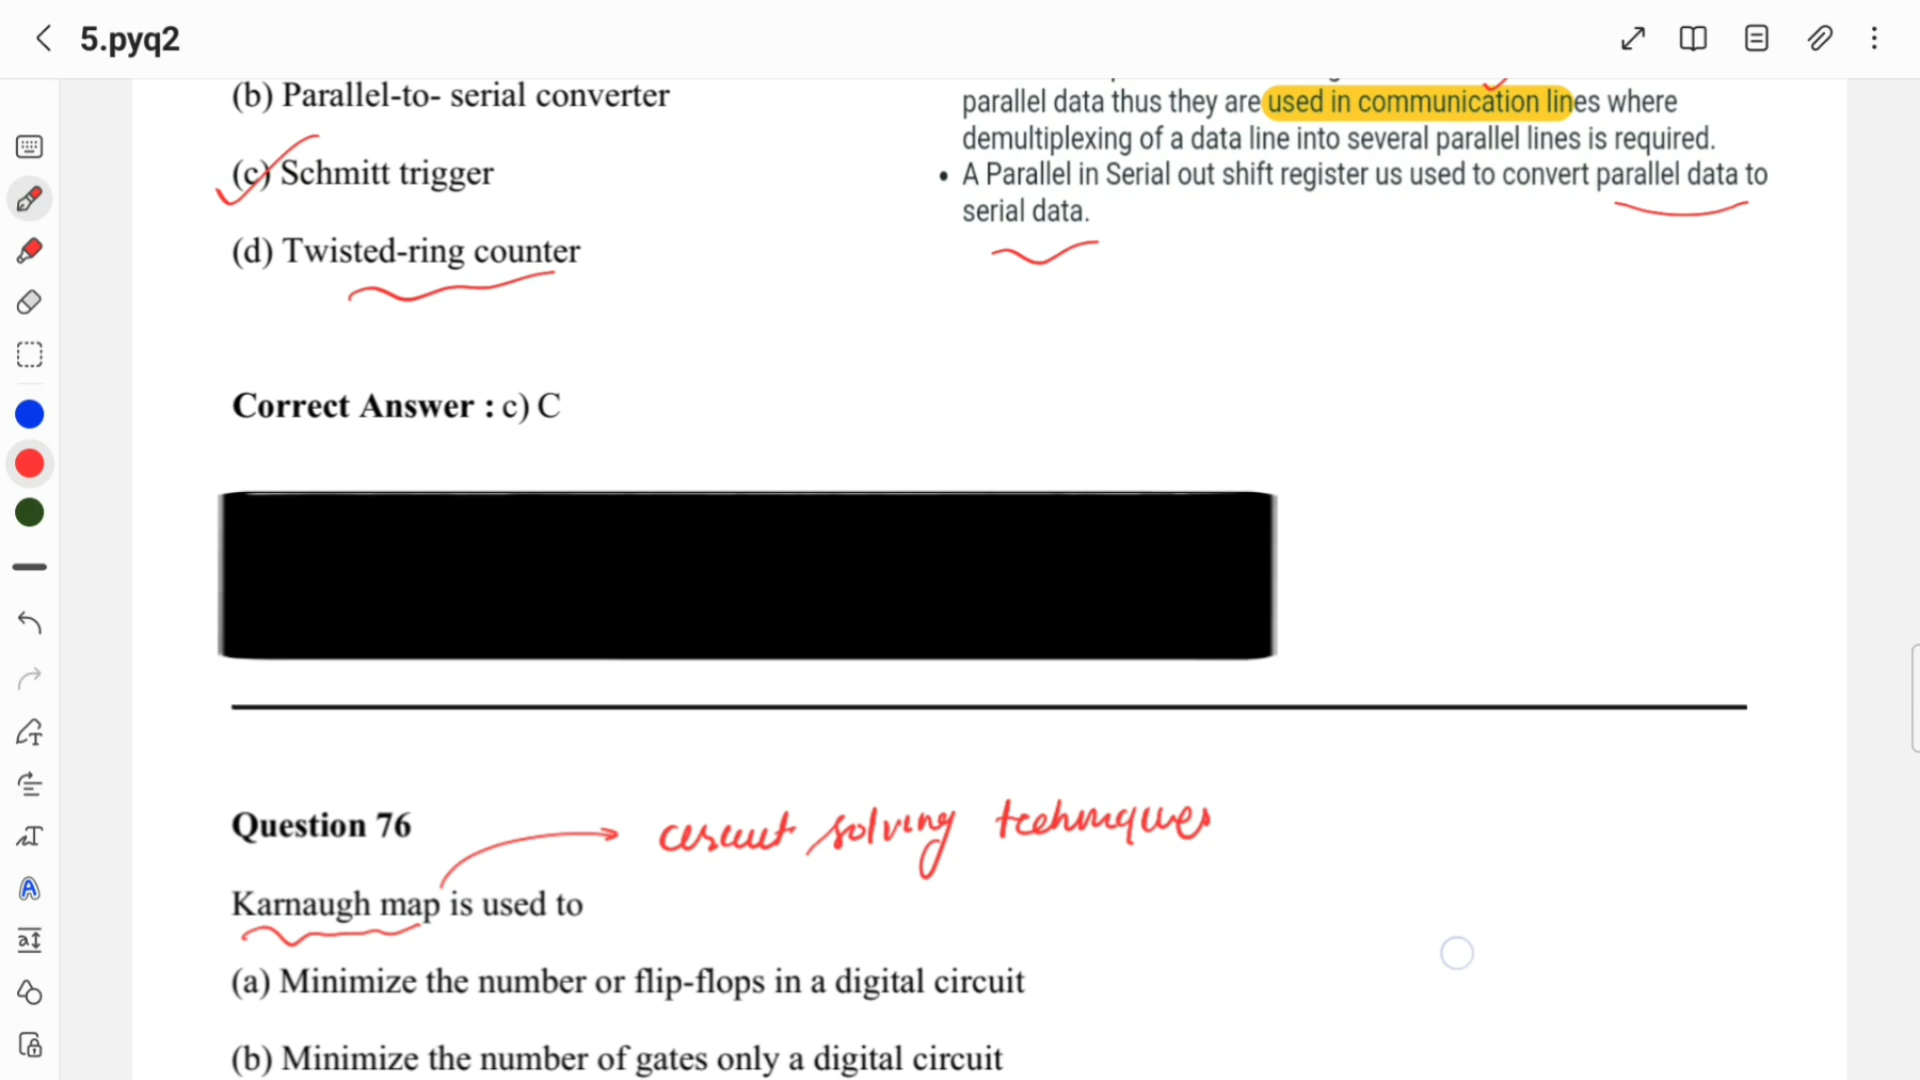 5.pyq2
(b) Parallel-to- serial converter
(c) Schmitt trigger
(d) Twisted-ring counter
parallel data thus they are used in communication lines where
demultiplexing of a data line into several parallel lines is required.
• A Parallel in Serial out shift register us used to convert parallel data to
serial data.
Correct Answer : c) C
Question 76
solving techniques
Karnaugh map is used to
(a) Minimize the number or flip-flops in a digital circuit
(b) Minimize the number of gates only a digital circuit